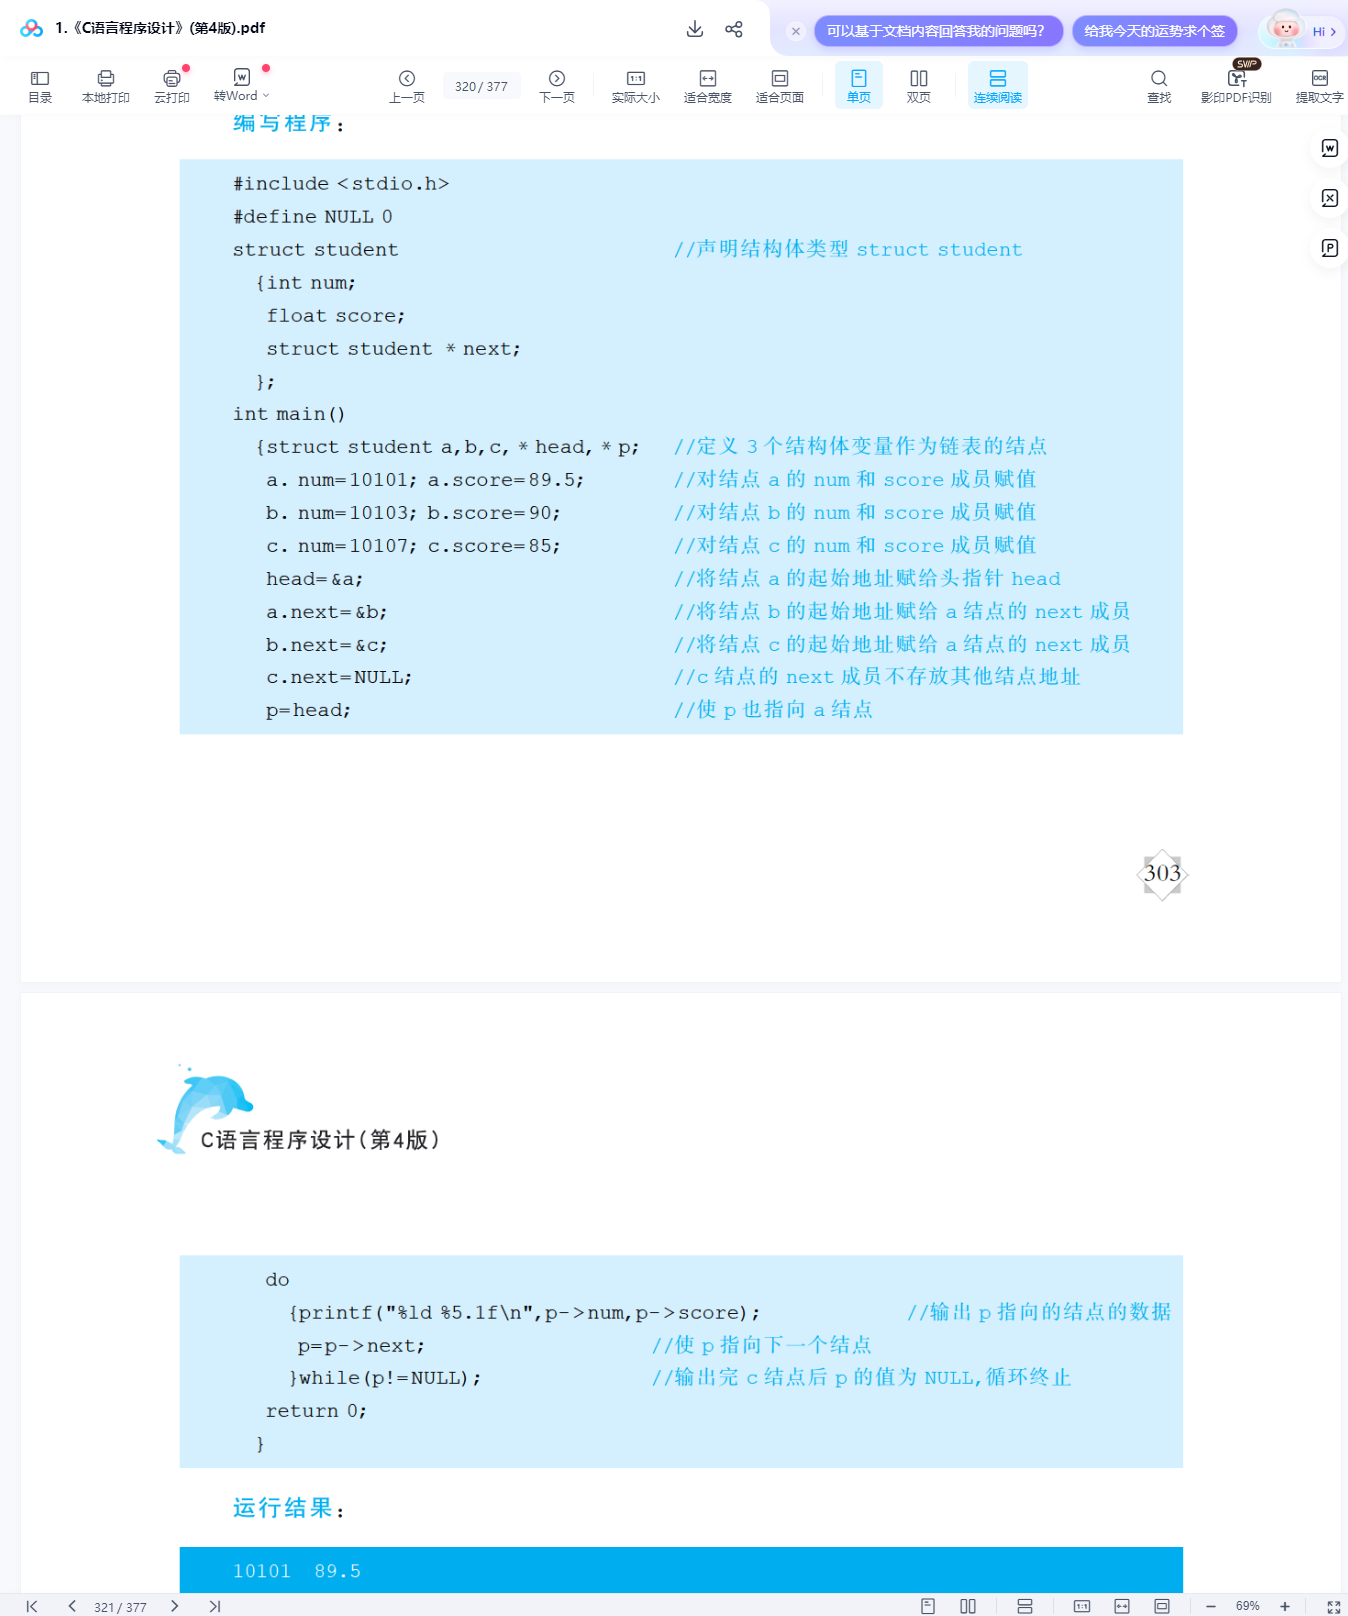 1.《C语言程序设计》(第4版).pdf
可以基于文档内容回答我的问题吗？
给我今天的运势求个签
Hi >
目录
本地打印
云打印
转Word
上一页
320 / 377
下一页
1:1
实际大小
适合宽度
适合页面
单页
双页
连续阅读
查找
SVIP
影印PDF识别
OCR
提取文字
编写程序：
#include <stdio.h>
#define NULL 0
struct student //声明结构体类型 struct student
{int num;
float score;
struct student * next;
};
int main()
{struct student a,b,c, * head, * p; //定义 3 个结构体变量作为链表的结点
a. num=10101; a.score=89.5; //对结点 a 的 num 和 score 成员赋值
b. num=10103; b.score=90; //对结点 b 的 num 和 score 成员赋值
c. num=10107; c.score=85; //对结点 c 的 num 和 score 成员赋值
head=&a; //将结点 a 的起始地址赋给头指针 head
a.next=&b; //将结点 b 的起始地址赋给 a 结点的 next 成员
b.next=&c; //将结点 c 的起始地址赋给 a 结点的 next 成员
c.next=NULL; //c 结点的 next 成员不存放其他结点地址
p=head; //使 p 也指向 a 结点
303
C语言程序设计(第4版)
do
{printf("%ld %5.1f\n",p->num,p->score); //输出 p 指向的结点的数据
p=p->next; //使 p 指向下一个结点
}while(p!=NULL); //输出完 c 结点后 p 的值为 NULL,循环终止
return 0;
}
运行结果：
10101 89.5
321 / 377
1:1
69%